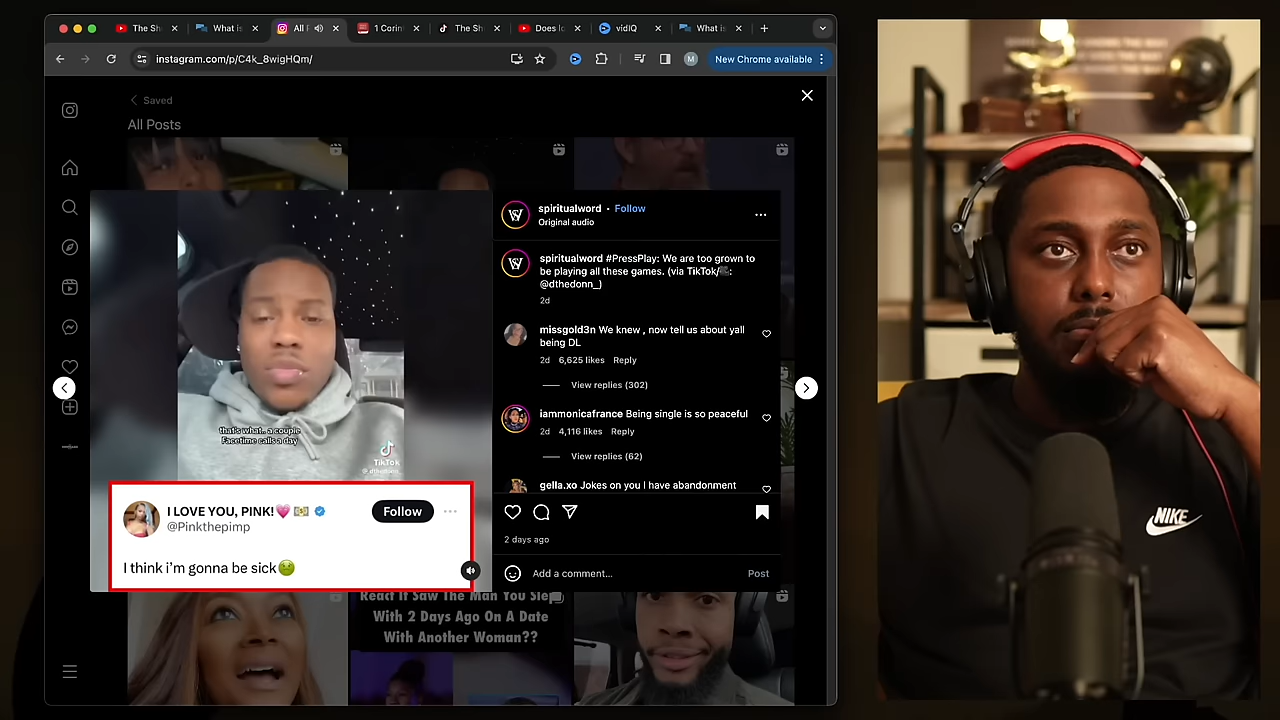 The Sh
What is
All P
1 Corin
The Sh
Does lo
vidIQ
What is
instagram.com/p/C4k_8wigHQm/
M
New Chrome available
Saved
All Posts
that's what, a couple
Facetime calls a day
TikTok
I LOVE YOU, PINK!💗💵
@Pinkthepimp
Follow
I think i'm gonna be sick🤢
spiritualword · Follow
Original audio
spiritualword #PressPlay: We are too grown to
be playing all these games. (via TikTok/🎥:
@dthedonn_)
2d
missgold3n We knew , now tell us about yall
being DL
2d 6,625 likes Reply
View replies (302)
iammonicafrance Being single is so peaceful
2d 4,116 likes Reply
View replies (62)
gella.xo Jokes on you I have abandonment
2 days ago
Add a comment...
Post
React If Saw The Man You Slep
With 2 Days Ago On A Date
With Another Woman??
NIKE